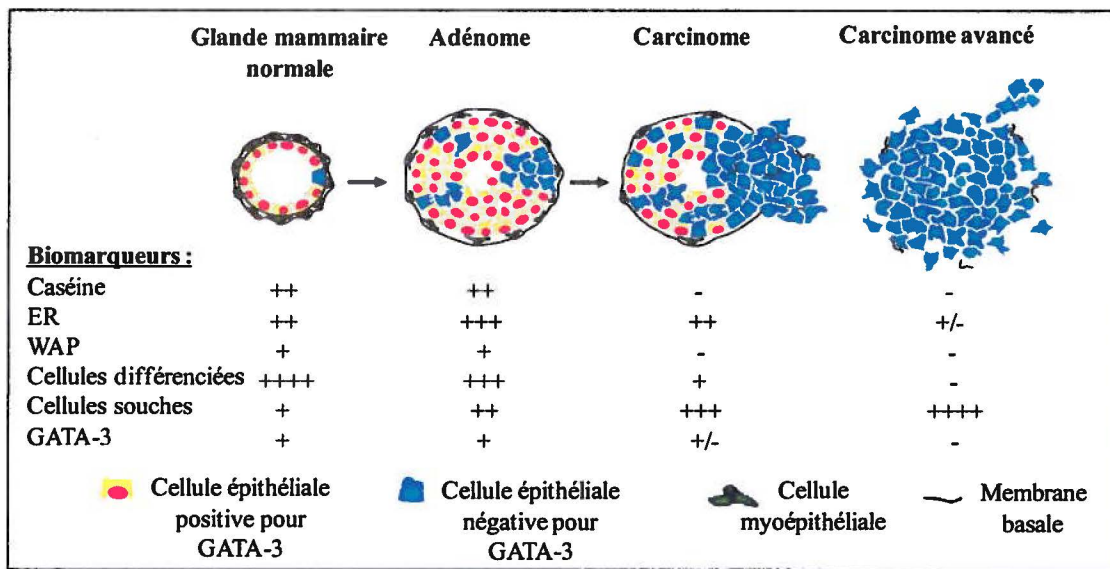 Glande mammaire normale Adénome Carcinome Carcinome avancé
Biomarqueurs :
Caséine ++ ++ - -
ER ++ +++ ++ +/-
WAP + + - -
Cellules différenciées ++++ +++ + -
Cellules souches + ++ +++ ++++
GATA-3 + + +/- -
Cellule épithéliale
positive pour
GATA-3
Cellule épithéliale
négative pour
GATA-3
Cellule
myoépithéliale
Membrane
basale